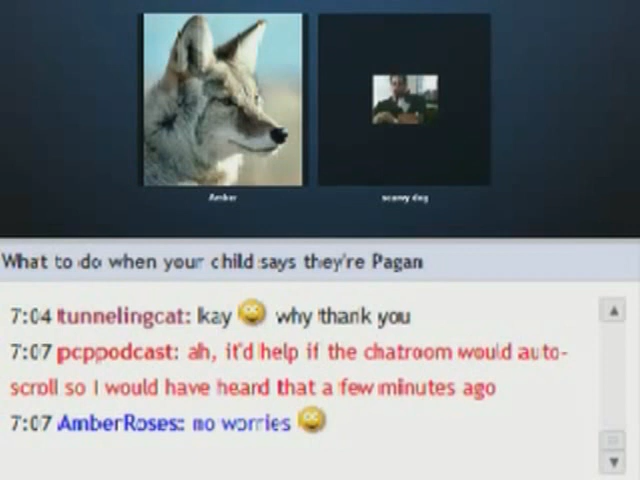 Amber
scurvy dog
What to do when your child says they're Pagan
7:04 tunnelingcat: kay why thank you
7:07 pcppodcast: ah, it'd help if the chatroom would auto-
scroll so I would have heard that a few minutes ago
7:07 AmberRoses: no worries